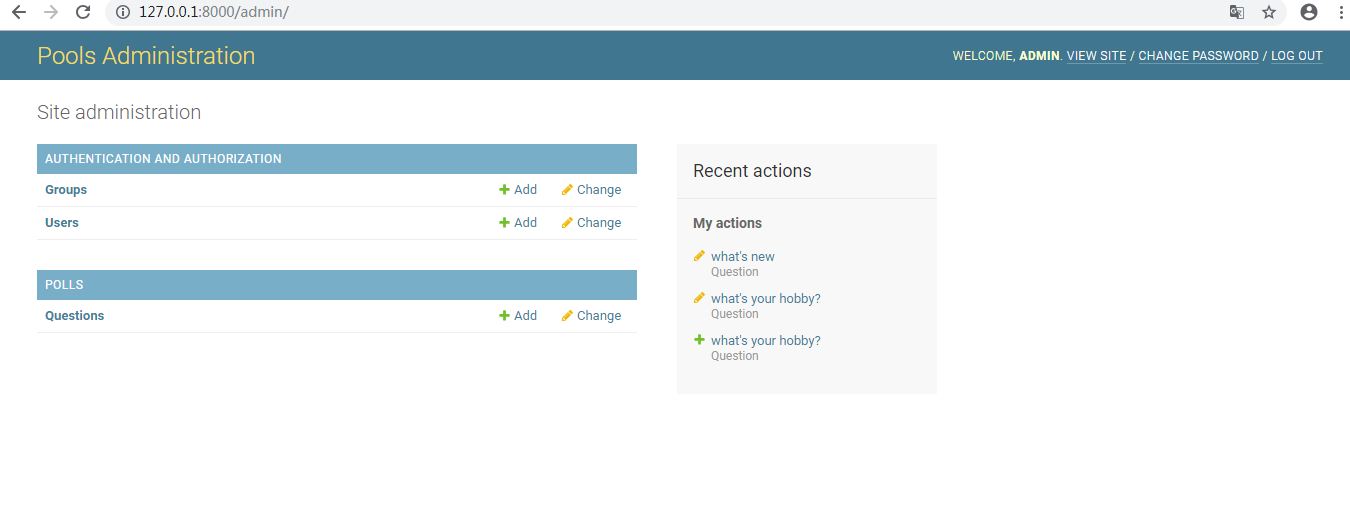 127.0.0.1:8000/admin/
Pools Administration
WELCOME, ADMIN. VIEW SITE / CHANGE PASSWORD / LOG OUT
Site administration
AUTHENTICATION AND AUTHORIZATION
Groups Add Change
Users Add Change
POLLS
Questions Add Change
Recent actions
My actions
what's new
Question
what's your hobby?
Question
what's your hobby?
Question